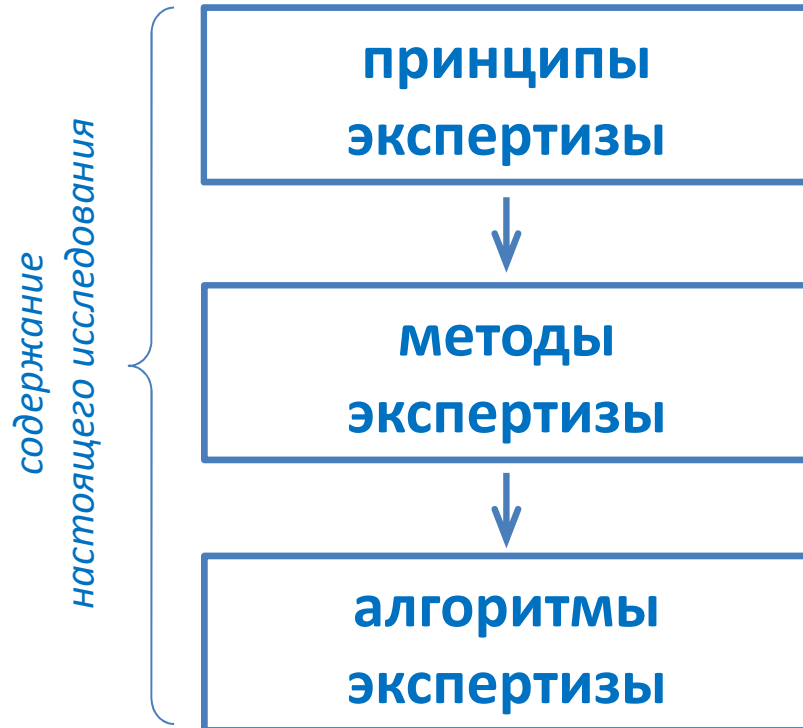 содержание
настоящего исследования
принципы
экспертизы
методы
экспертизы
алгоритмы
экспертизы